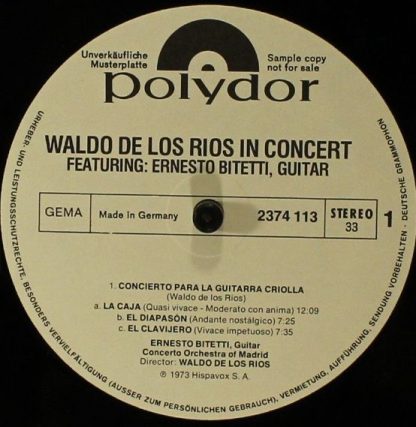 Unverkäufliche
Musterplatte
Sample copy
not for sale
polydor
WALDO DE LOS RIOS IN CONCERT
FEATURING: ERNESTO BITETTI, GUITAR
GEMA
Made in Germany
2374 113
STEREO
33
1
1. CONCIERTO PARA LA GUITARRA CRIOLLA
(Waldo de los Rios)
a. LA CAJA (Quasi vivace - Moderato con anima) 12:09
b. EL DIAPASÓN (Andante nostálgico) 7:25
c. EL CLAVIJERO (Vivace impetuoso) 7:35
ERNESTO BITETTI, Guitar
Concerto Orchestra of Madrid
Director: WALDO DE LOS RIOS
℗ 1973 Hispavox S. A.
URHEBER- UND LEISTUNGSSCHUTZRECHTE, BESONDERS VERVIELFÄLTIGUNG (AUSSER ZUM PERSÖNLICHEN GEBRAUCH), VERMIETUNG, AUFFÜHRUNG, SENDUNG VORBEHALTEN - DEUTSCHE GRAMMOPHON